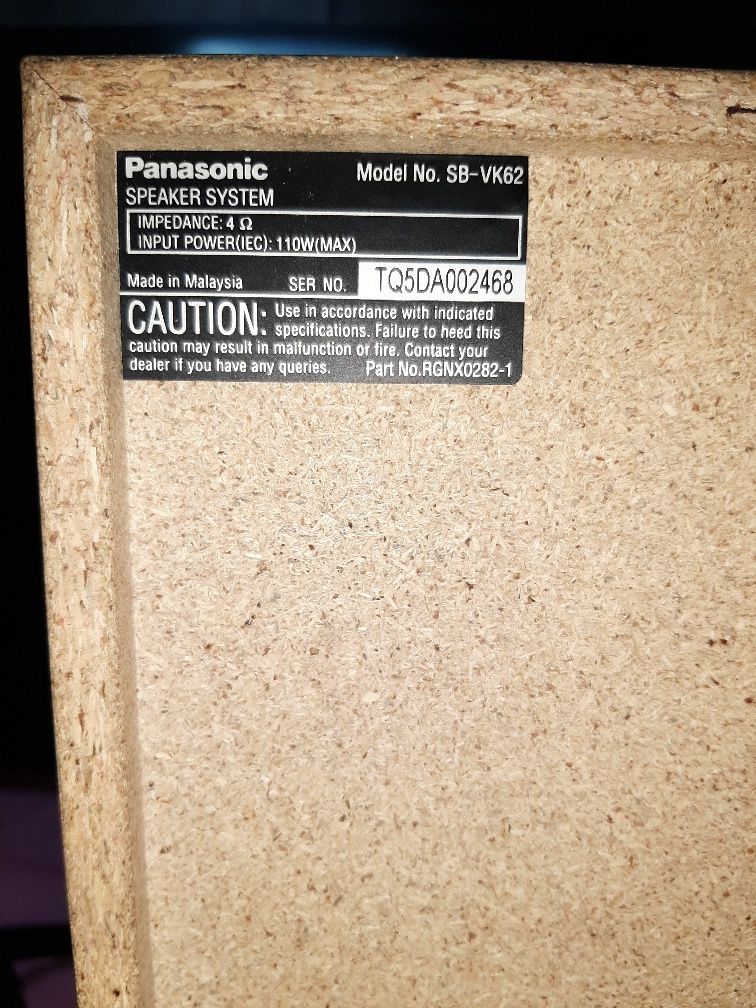 Panasonic Model No. SB-VK62
SPEAKER SYSTEM
IMPEDANCE: 4 Ω
INPUT POWER(IEC): 110W(MAX)
Made in Malaysia SER NO. TQ5DA002468
CAUTION: Use in accordance with indicated
specifications. Failure to heed this
caution may result in malfunction or fire. Contact your
dealer if you have any queries. Part No.RGNX0282-1